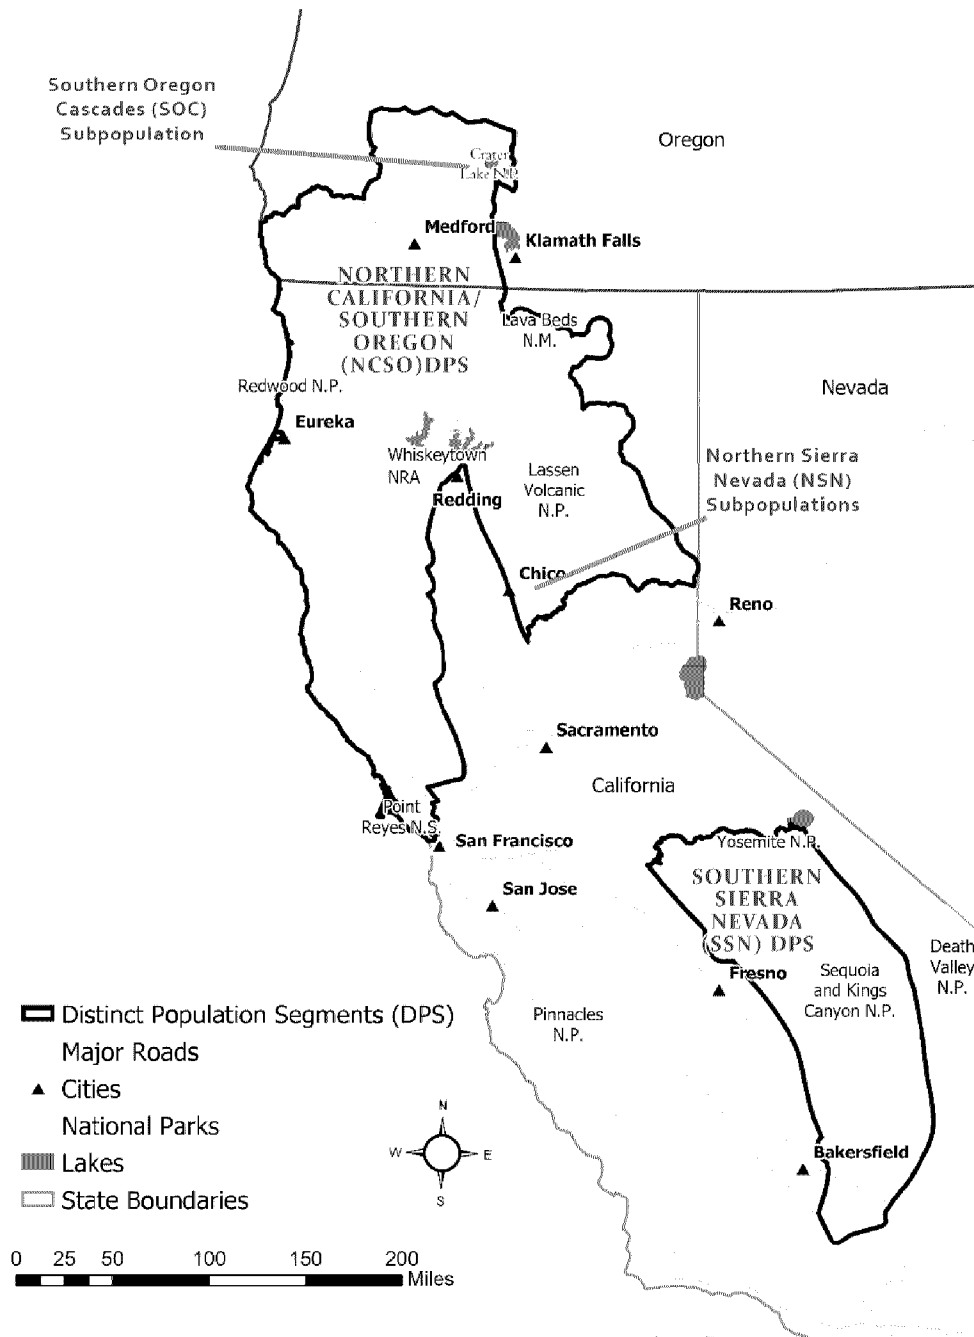 Southern Oregon
Cascades (SOC)
Subpopulation
Oregon
Crater
Lake N.P.
Medford
Klamath Falls
NORTHERN
CALIFORNIA/
SOUTHERN
OREGON
(NCSO)DPS
Lava Beds
N.M.
Nevada
Redwood N.P.
Eureka
Whiskeytown
NRA
Redding
Lassen
Volcanic
N.P.
Northern Sierra
Nevada (NSN)
Subpopulations
Chico
Reno
Sacramento
California
Point
Reyes N.S.
San Francisco
Yosemite N.P.
San Jose
SOUTHERN
SIERRA
NEVADA
(SSN) DPS
Fresno
Sequoia
and Kings
Canyon N.P.
Death
Valley
N.P.
Pinnacles
N.P.
Bakersfield
Distinct Population Segments (DPS)
Major Roads
Cities
National Parks
Lakes
State Boundaries
N
W
E
S
0 25 50 100 150 200
Miles